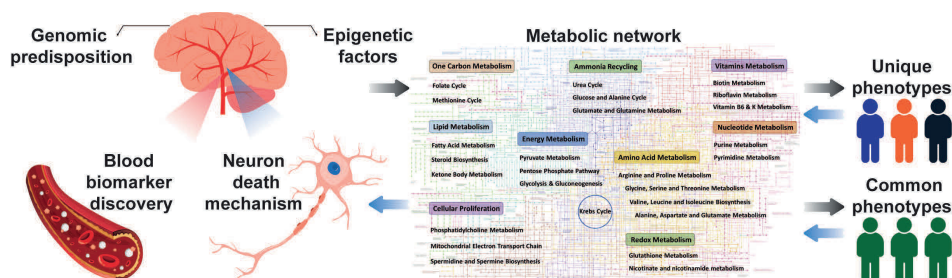 Genomic
predisposition
Epigenetic
factors
Blood
biomarker
discovery
Neuron
death
mechanism
Metabolic network
One Carbon Metabolism
Folate Cycle
Methionine Cycle
Ammonia Recycling
Urea Cycle
Glucose and Alanine Cycle
Glutamate and Glutamine Metabolism
Vitamins Metabolism
Biotin Metabolism
Riboflavin Metabolism
Vitamin B6 & K Metabolism
Lipid Metabolism
Fatty Acid Metabolism
Steroid Biosynthesis
Ketone Body Metabolism
Energy Metabolism
Pyruvate Metabolism
Pentose Phosphate Pathway
Glycolysis & Gluconeogenesis
Nucleotide Metabolism
Purine Metabolism
Pyrimidine Metabolism
Amino Acid Metabolism
Arginine and Proline Metabolism
Glycine, Serine and Threonine Metabolism
Valine, Leucine and Isoleucine Biosynthesis
Alanine, Aspartate and Glutamate Metabolism
Cellular Proliferation
Phosphatidylcholine Metabolism
Mitochondrial Electron Transport Chain
Spermidine and Spermine Biosynthesis
Krebs Cycle
Redox Metabolism
Glutathione Metabolism
Nicotinate and nicotinamide metabolism
Unique
phenotypes
Common
phenotypes